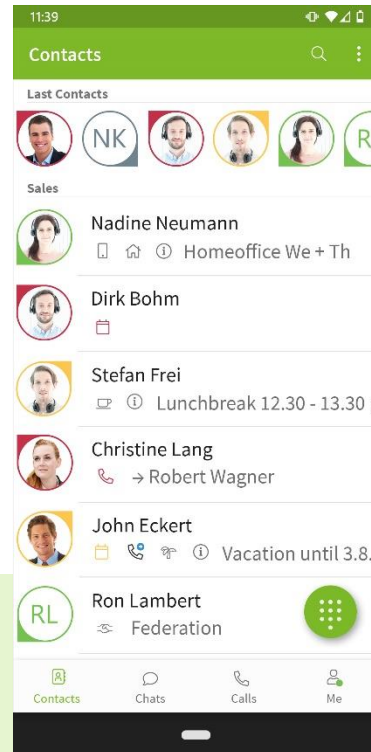 11:39
Contacts
Last Contacts
NK
R
Sales
Nadine Neumann
Homeoffice We + Th
Dirk Bohm
Stefan Frei
Lunchbreak 12.30 - 13.30
Christine Lang
→ Robert Wagner
John Eckert
Vacation until 3.8.
RL
Ron Lambert
Federation
Contacts Chats Calls Me